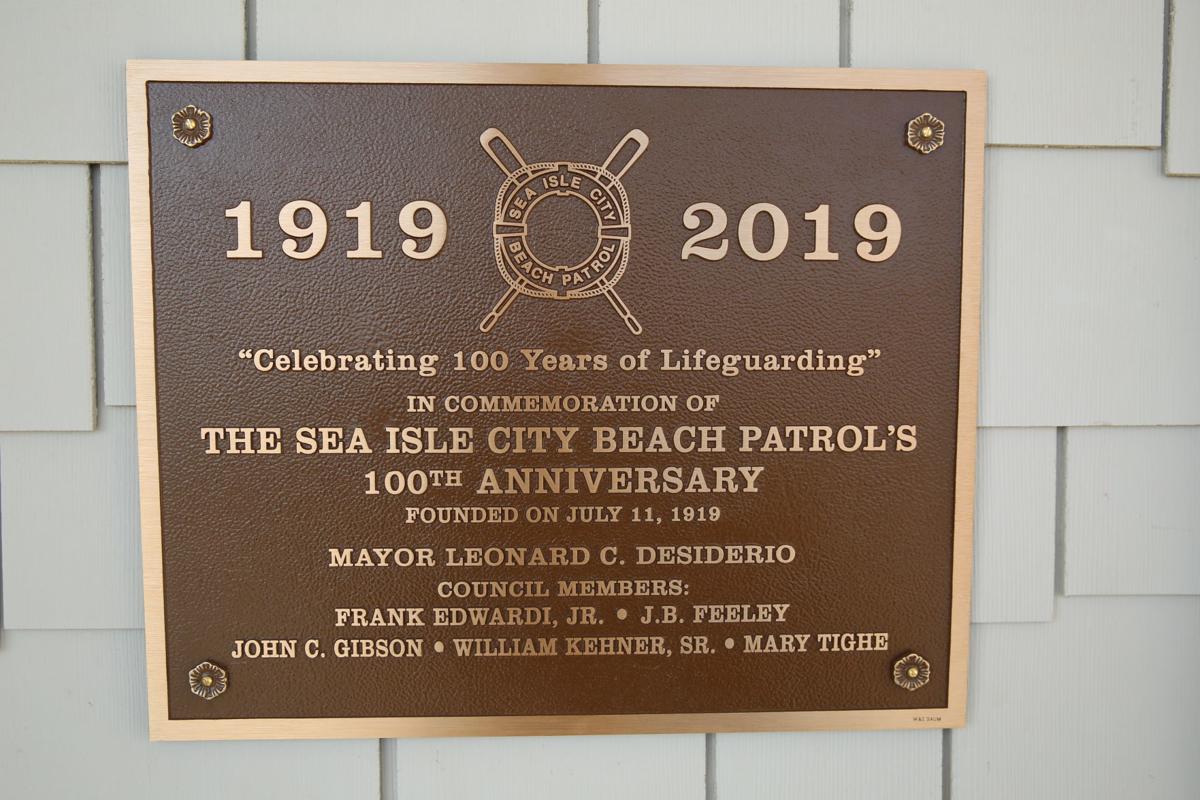 1919
SEA ISLE CITY
BEACH PATROL
2019
“Celebrating 100 Years of Lifeguarding”
IN COMMEMORATION OF
THE SEA ISLE CITY BEACH PATROL’S
100TH ANNIVERSARY
FOUNDED ON JULY 11, 1919
MAYOR LEONARD C. DESIDERIO
COUNCIL MEMBERS:
FRANK EDWARDI, JR. • J.B. FEELEY
JOHN C. GIBSON • WILLIAM KEHNER, SR. • MARY TIGHE
W&E BAUM